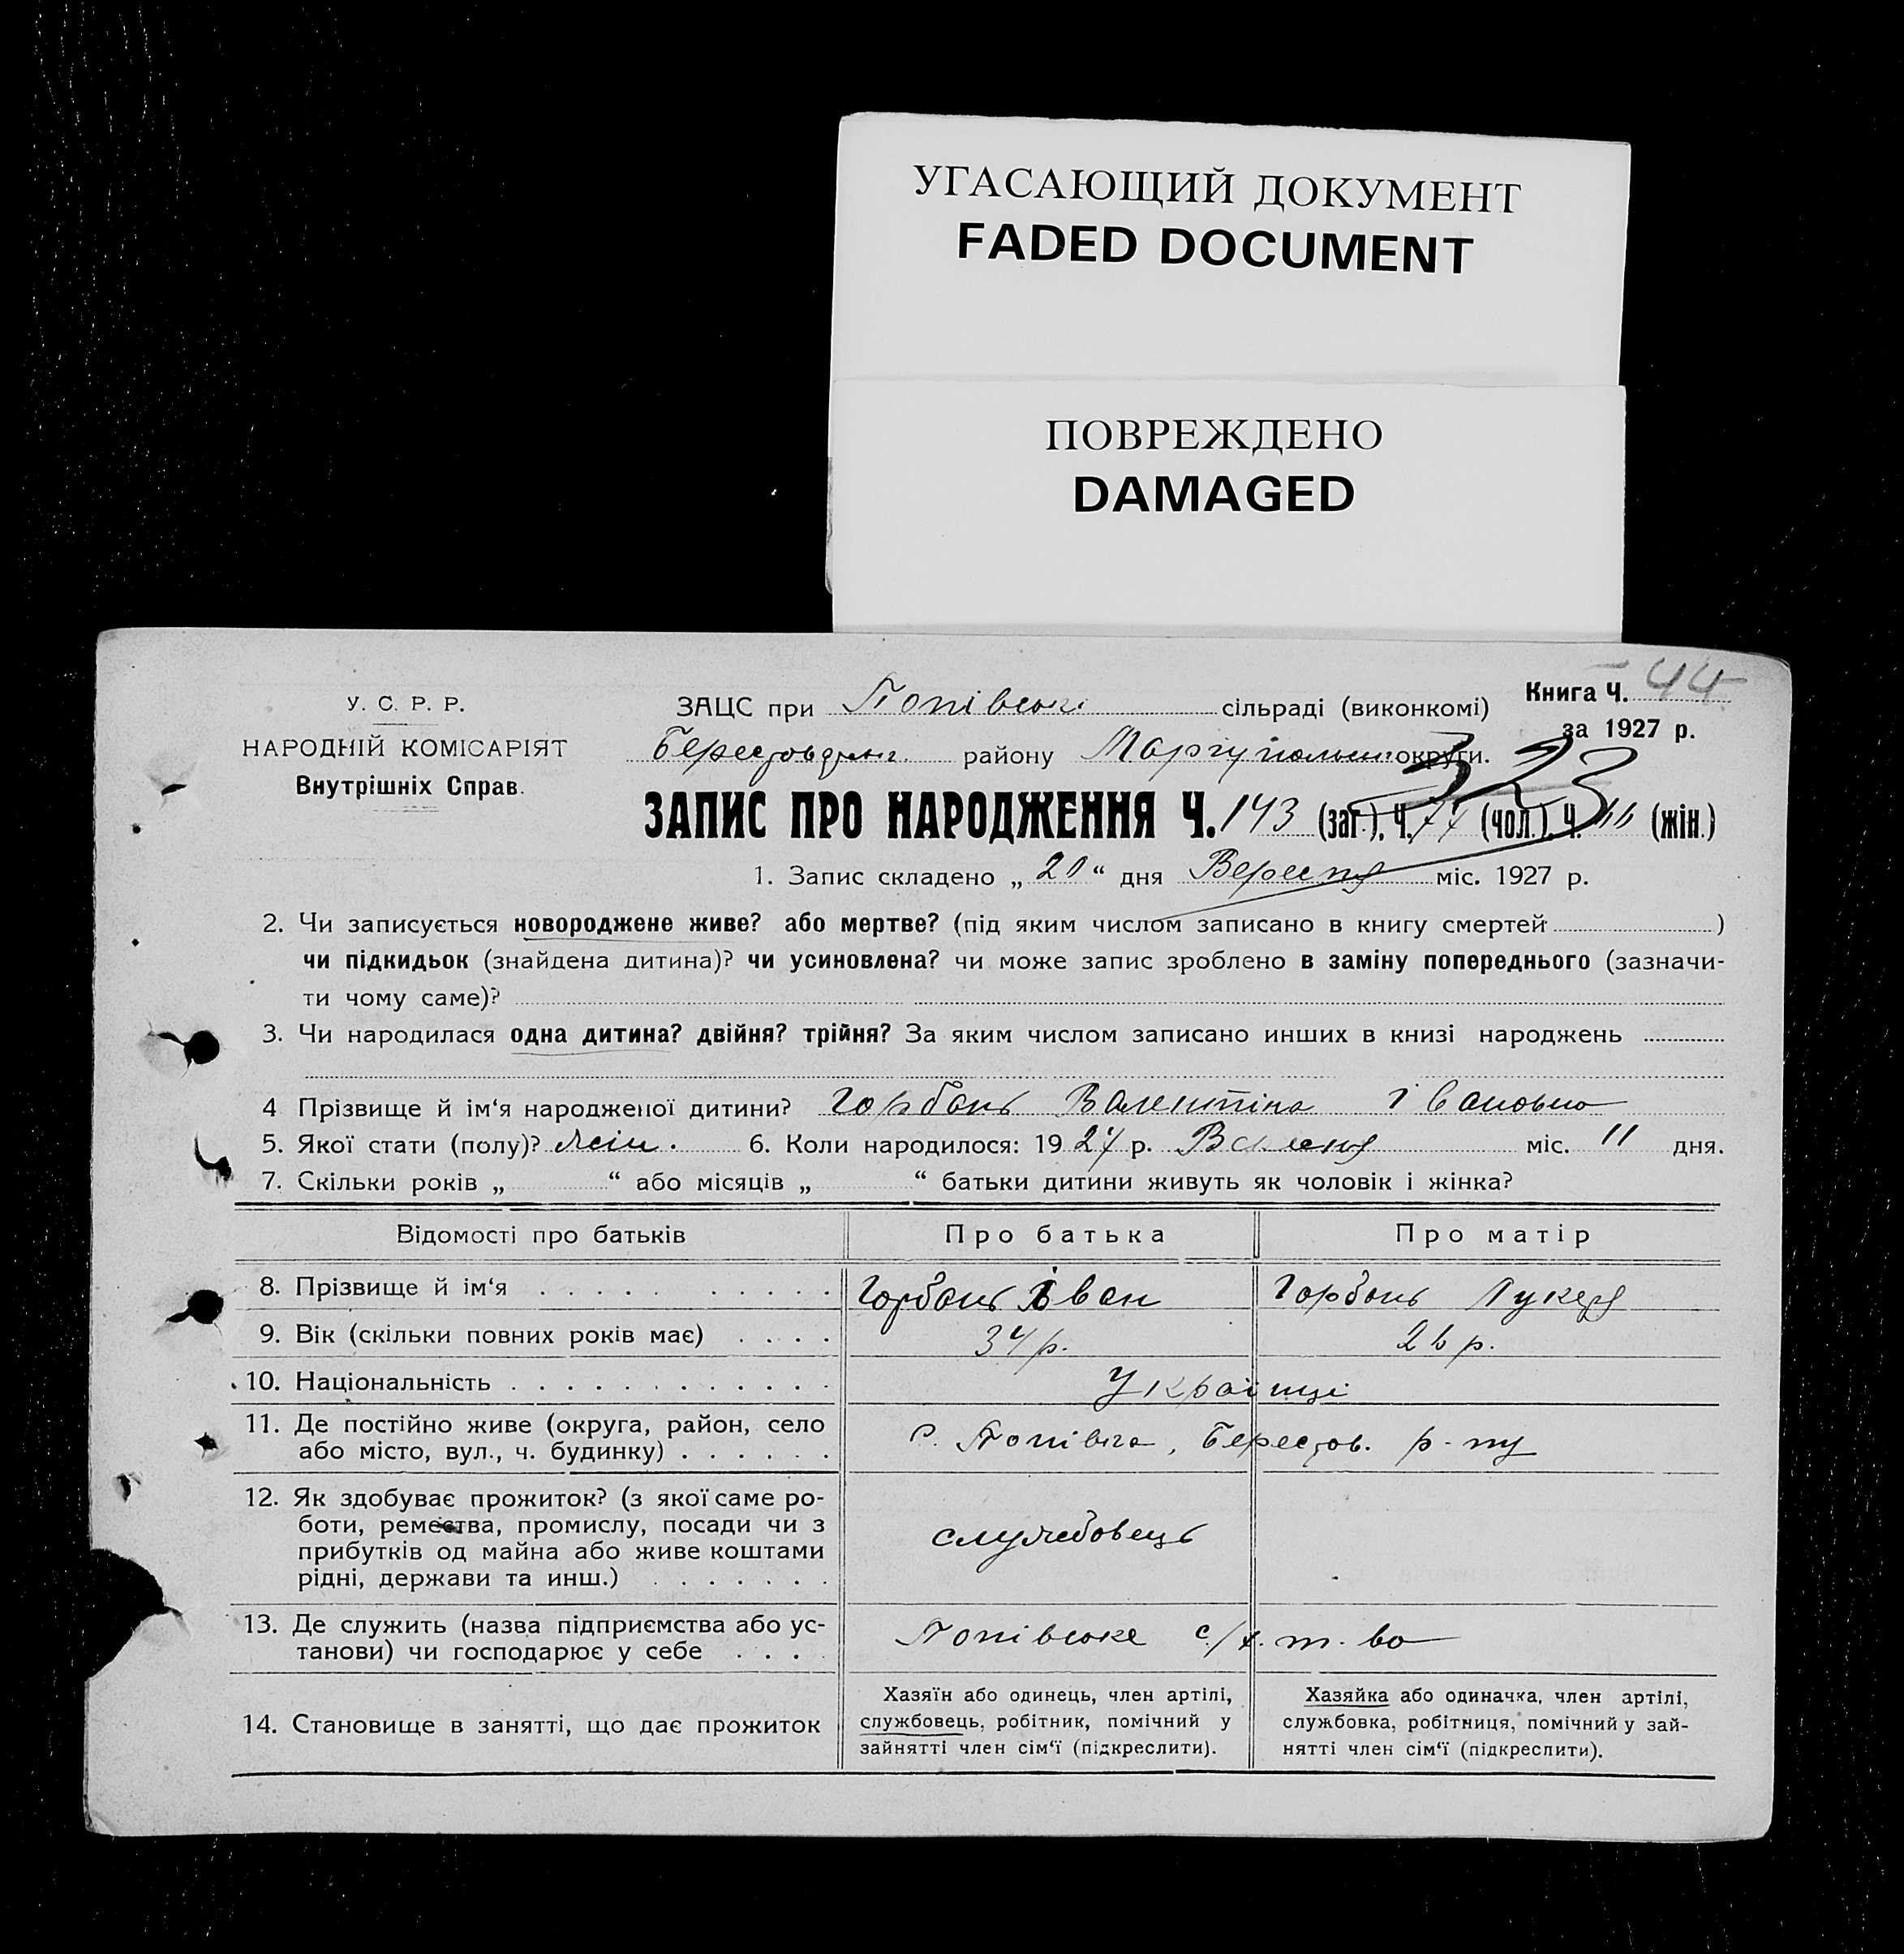 УГАСАЮЩИЙ ДОКУМЕНТ
FADED DOCUMENT
ПОВРЕЖДЕНО
DAMAGED
Книга Ч. 44
за 1927 р.
У. С. Р. Р.
НАРОДНІЙ КОМІСАРІЯТ
Внутрішніх Справ.
ЗАЦС при Попівські сільраді (виконкомі)
району округи.
323
ЗАПИС ПРО НАРОДЖЕННЯ Ч. 143 (заг.), Ч. 77 (чол.), Ч. (жін.)
1. Запис складено „ 20 “ дня Вересня міс. 1927 р.
2. Чи записується новороджене живе? або мертве? (під яким числом записано в книгу смертей )
чи підкидьок (знайдена дитина)? чи усиновлена? чи може запис зроблено в заміну попереднього (зазначи-
ти чому саме)?
3. Чи народилася одна дитина? двійня? трійня? За яким числом записано инших в книзі народжень
4 Прізвище й ім‘я народженої дитини? Горбань Валентіна Івановна
5. Якої стати (полу)? жін. 6. Коли народилося: 19 27 р. міс. 11 дня.
7. Скільки років „ “ або місяців „ “ батьки дитини живуть як чоловік і жінка?
Відомості про батьків Про батька Про матір
8. Прізвище й ім‘я Горбань Іван Горбань Лукеря
9. Вік (скільки повних років має) 34 р. 26 р.
10. Національність Українці
11. Де постійно живе (округа, район, село
або місто, вул., ч. будинку) с. Попівка, Берестов. р-ну
12. Як здобуває прожиток? (з якої саме ро-
боти, ремества, промислу, посади чи з
прибутків од майна або живе коштами
рідні, держави та инш.) службовець
13. Де служить (назва підприємства або ус-
танови) чи господарює у себе Попівське с/х. т-во
14. Становище в занятті, що дає прожиток
Хазяїн або одинець, член артілі,
службовець, робітник, помічний у
зайнятті член сім‘ї (підкреслити).
Хазяйка або одиначка, член артілі,
службовка, робітниця, помічний у зай-
нятті член сім‘ї (підкреслити).